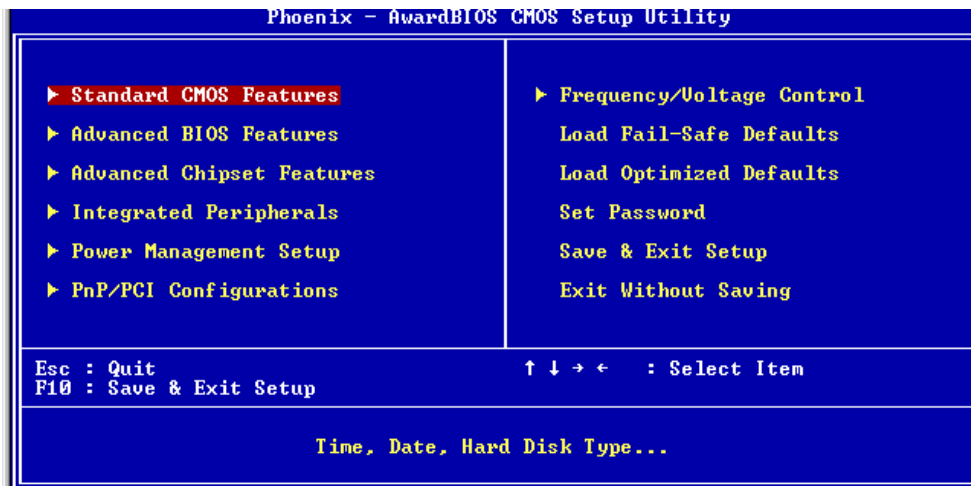 Phoenix - AwardBIOS CMOS Setup Utility
► Standard CMOS Features
► Advanced BIOS Features
► Advanced Chipset Features
► Integrated Peripherals
► Power Management Setup
► PnP/PCI Configurations
► Frequency/Voltage Control
Load Fail-Safe Defaults
Load Optimized Defaults
Set Password
Save & Exit Setup
Exit Without Saving
Esc : Quit
F10 : Save & Exit Setup
↑ ↓ → ← : Select Item
Time, Date, Hard Disk Type...